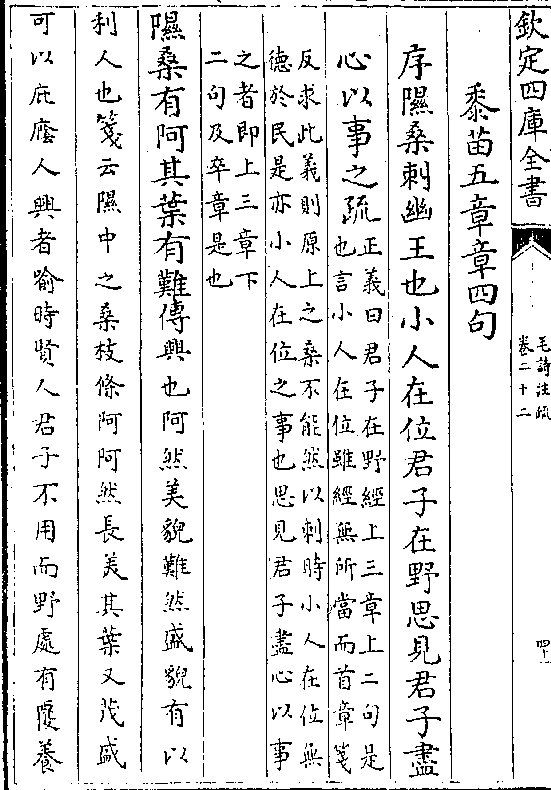 欽定四庫全書
毛詩注疏
卷二十二
黍苗五章章四句
序隰桑刺幽王也小人在位君子在野思見君子盡
心以事之疏
正義曰君子在野經上三章上二句是
也言小人在位雖經無所當而首章箋
反求此義則原上之桑不能然以刺時小人在位無
德於民是亦小人在位之事也思見君子盡心以事
之者即上三章下
二句及卒章是也
隰桑有阿其葉有難傳興也阿然美貌難然盛貌有以
利人也箋云隰中之桑枝條阿阿然長美其葉又茂盛
可以庇廕人興者喻時賢人君子不用而野處有覆養